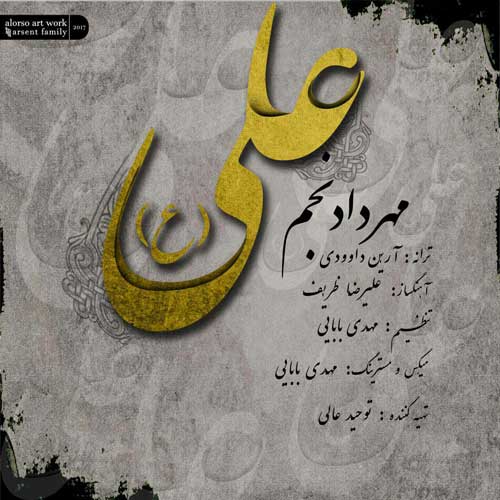 alorso art work
arsent family
2017
علی
(ع)
مهرداد نجم
ترانه : آرین داوودی
آهنگساز: علیرضا ظریف
تنظیم : مهدی بابایی
میکس و مسترینگ: مهدی بابایی
تهیه کننده : توحید عالی